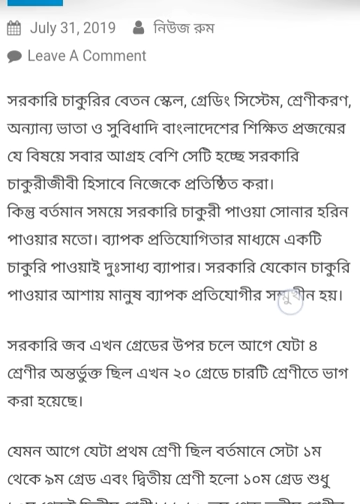 July 31, 2019 নিউজ রুম
Leave A Comment
সরকারি চাকুরির বেতন স্কেল, গ্রেডিং সিস্টেম, শ্রেণীকরণ,
অন্যান্য ভাতা ও সুবিধাদি বাংলাদেশের শিক্ষিত প্রজন্মের
যে বিষয়ে সবার আগ্রহ বেশি সেটি হচ্ছে সরকারি
চাকুরীজীবী হিসাবে নিজেকে প্রতিষ্ঠিত করা।
কিন্তু বর্তমান সময়ে সরকারি চাকুরী পাওয়া সোনার হরিন
পাওয়ার মতো। ব্যাপক প্রতিযোগিতার মাধ্যমে একটি
চাকুরি পাওয়াই দুঃসাধ্য ব্যাপার। সরকারি যেকোন চাকুরি
পাওয়ার আশায় মানুষ ব্যাপক প্রতিযোগীর সম্মুখীন হয়।
সরকারি জব এখন গ্রেডের উপর চলে আগে যেটা ৪
শ্রেণীর অন্তর্ভুক্ত ছিল এখন ২০ গ্রেডে চারটি শ্রেণীতে ভাগ
করা হয়েছে।
যেমন আগে যেটা প্রথম শ্রেণী ছিল বর্তমানে সেটা ১ম
থেকে ৯ম গ্রেড এবং দ্বিতীয় শ্রেণী হলো ১০ম গ্রেড শুধু